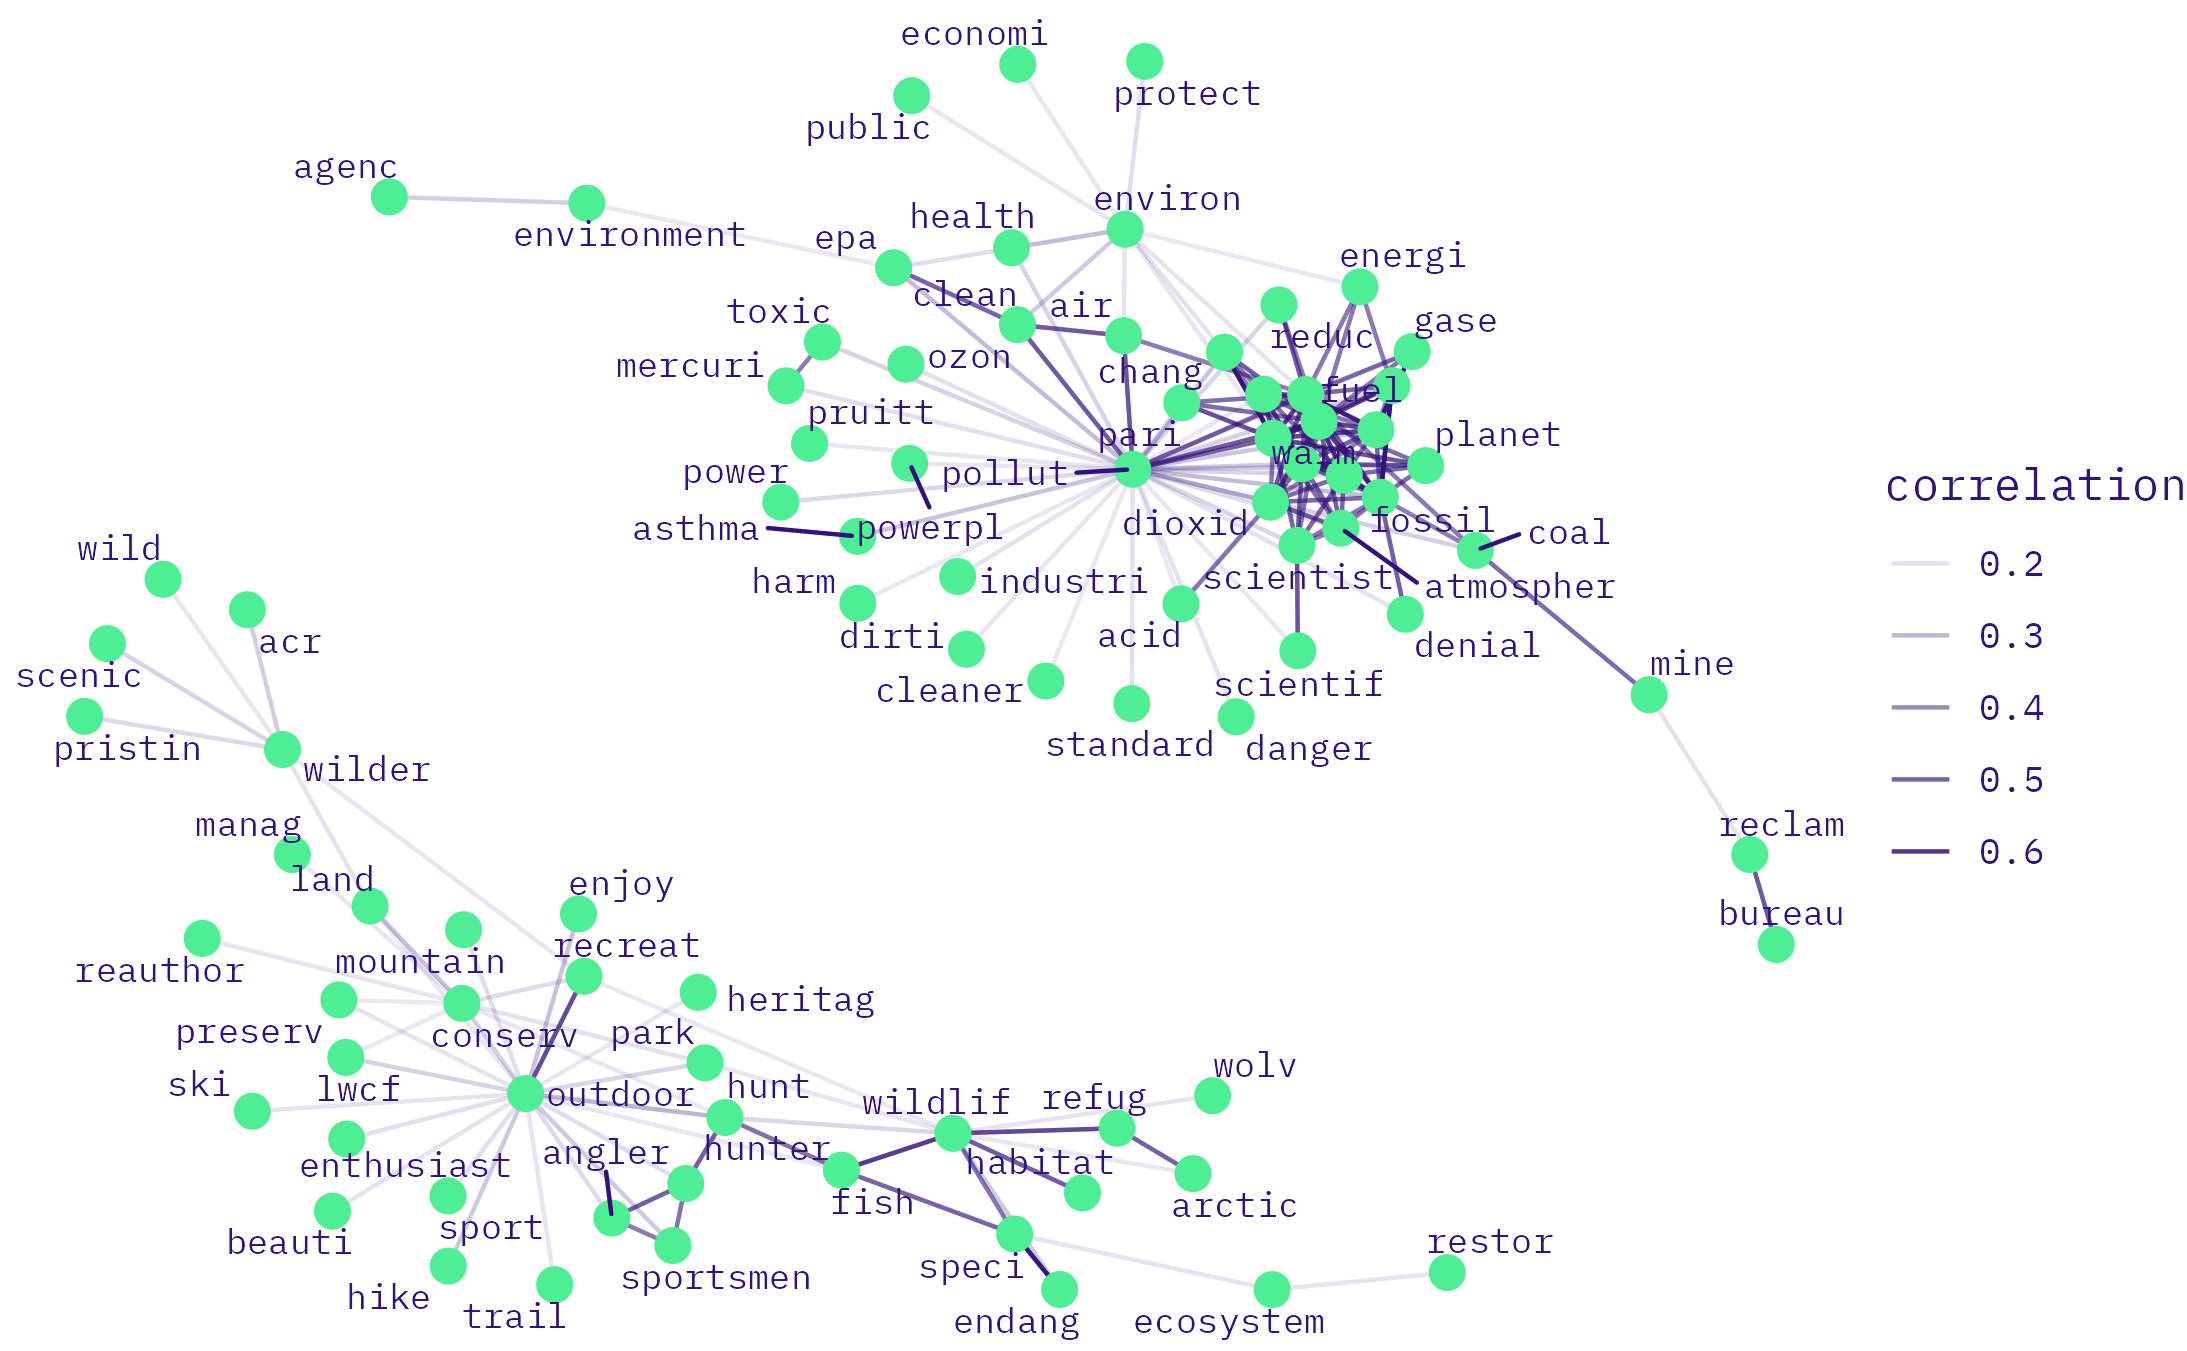 economi
protect
public
agenc
environ
health
environment
epa
energi
clean
air
toxic
gase
reduc
ozon
mercuri
chang
fuel
pruitt
pari
planet
warm
power
pollut
dioxid
fossil
asthma
powerpl
coal
wild
harm
industri
scientist
atmospher
acr
dirti
acid
denial
scenic
mine
cleaner
scientif
pristin
standard
danger
wilder
manag
reclam
land
enjoy
bureau
recreat
mountain
reauthor
heritag
preserv
conserv
park
wolv
ski
lwcf
outdoor
hunt
wildlif
refug
angler
hunter
habitat
enthusiast
fish
arctic
sport
beauti
speci
restor
sportsmen
hike
trail
endang
ecosystem
correlation
0.2
0.3
0.4
0.5
0.6